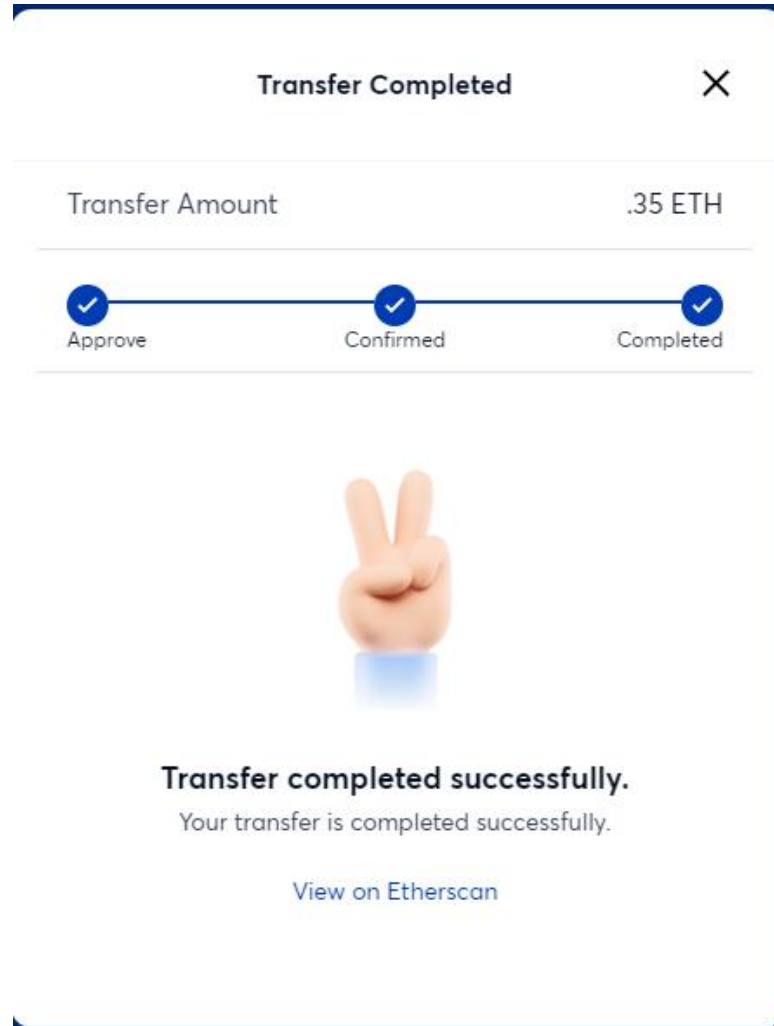 Transfer Completed
Transfer Amount .35 ETH
Approve Confirmed Completed
Transfer completed successfully.
Your transfer is completed successfully.
View on Etherscan